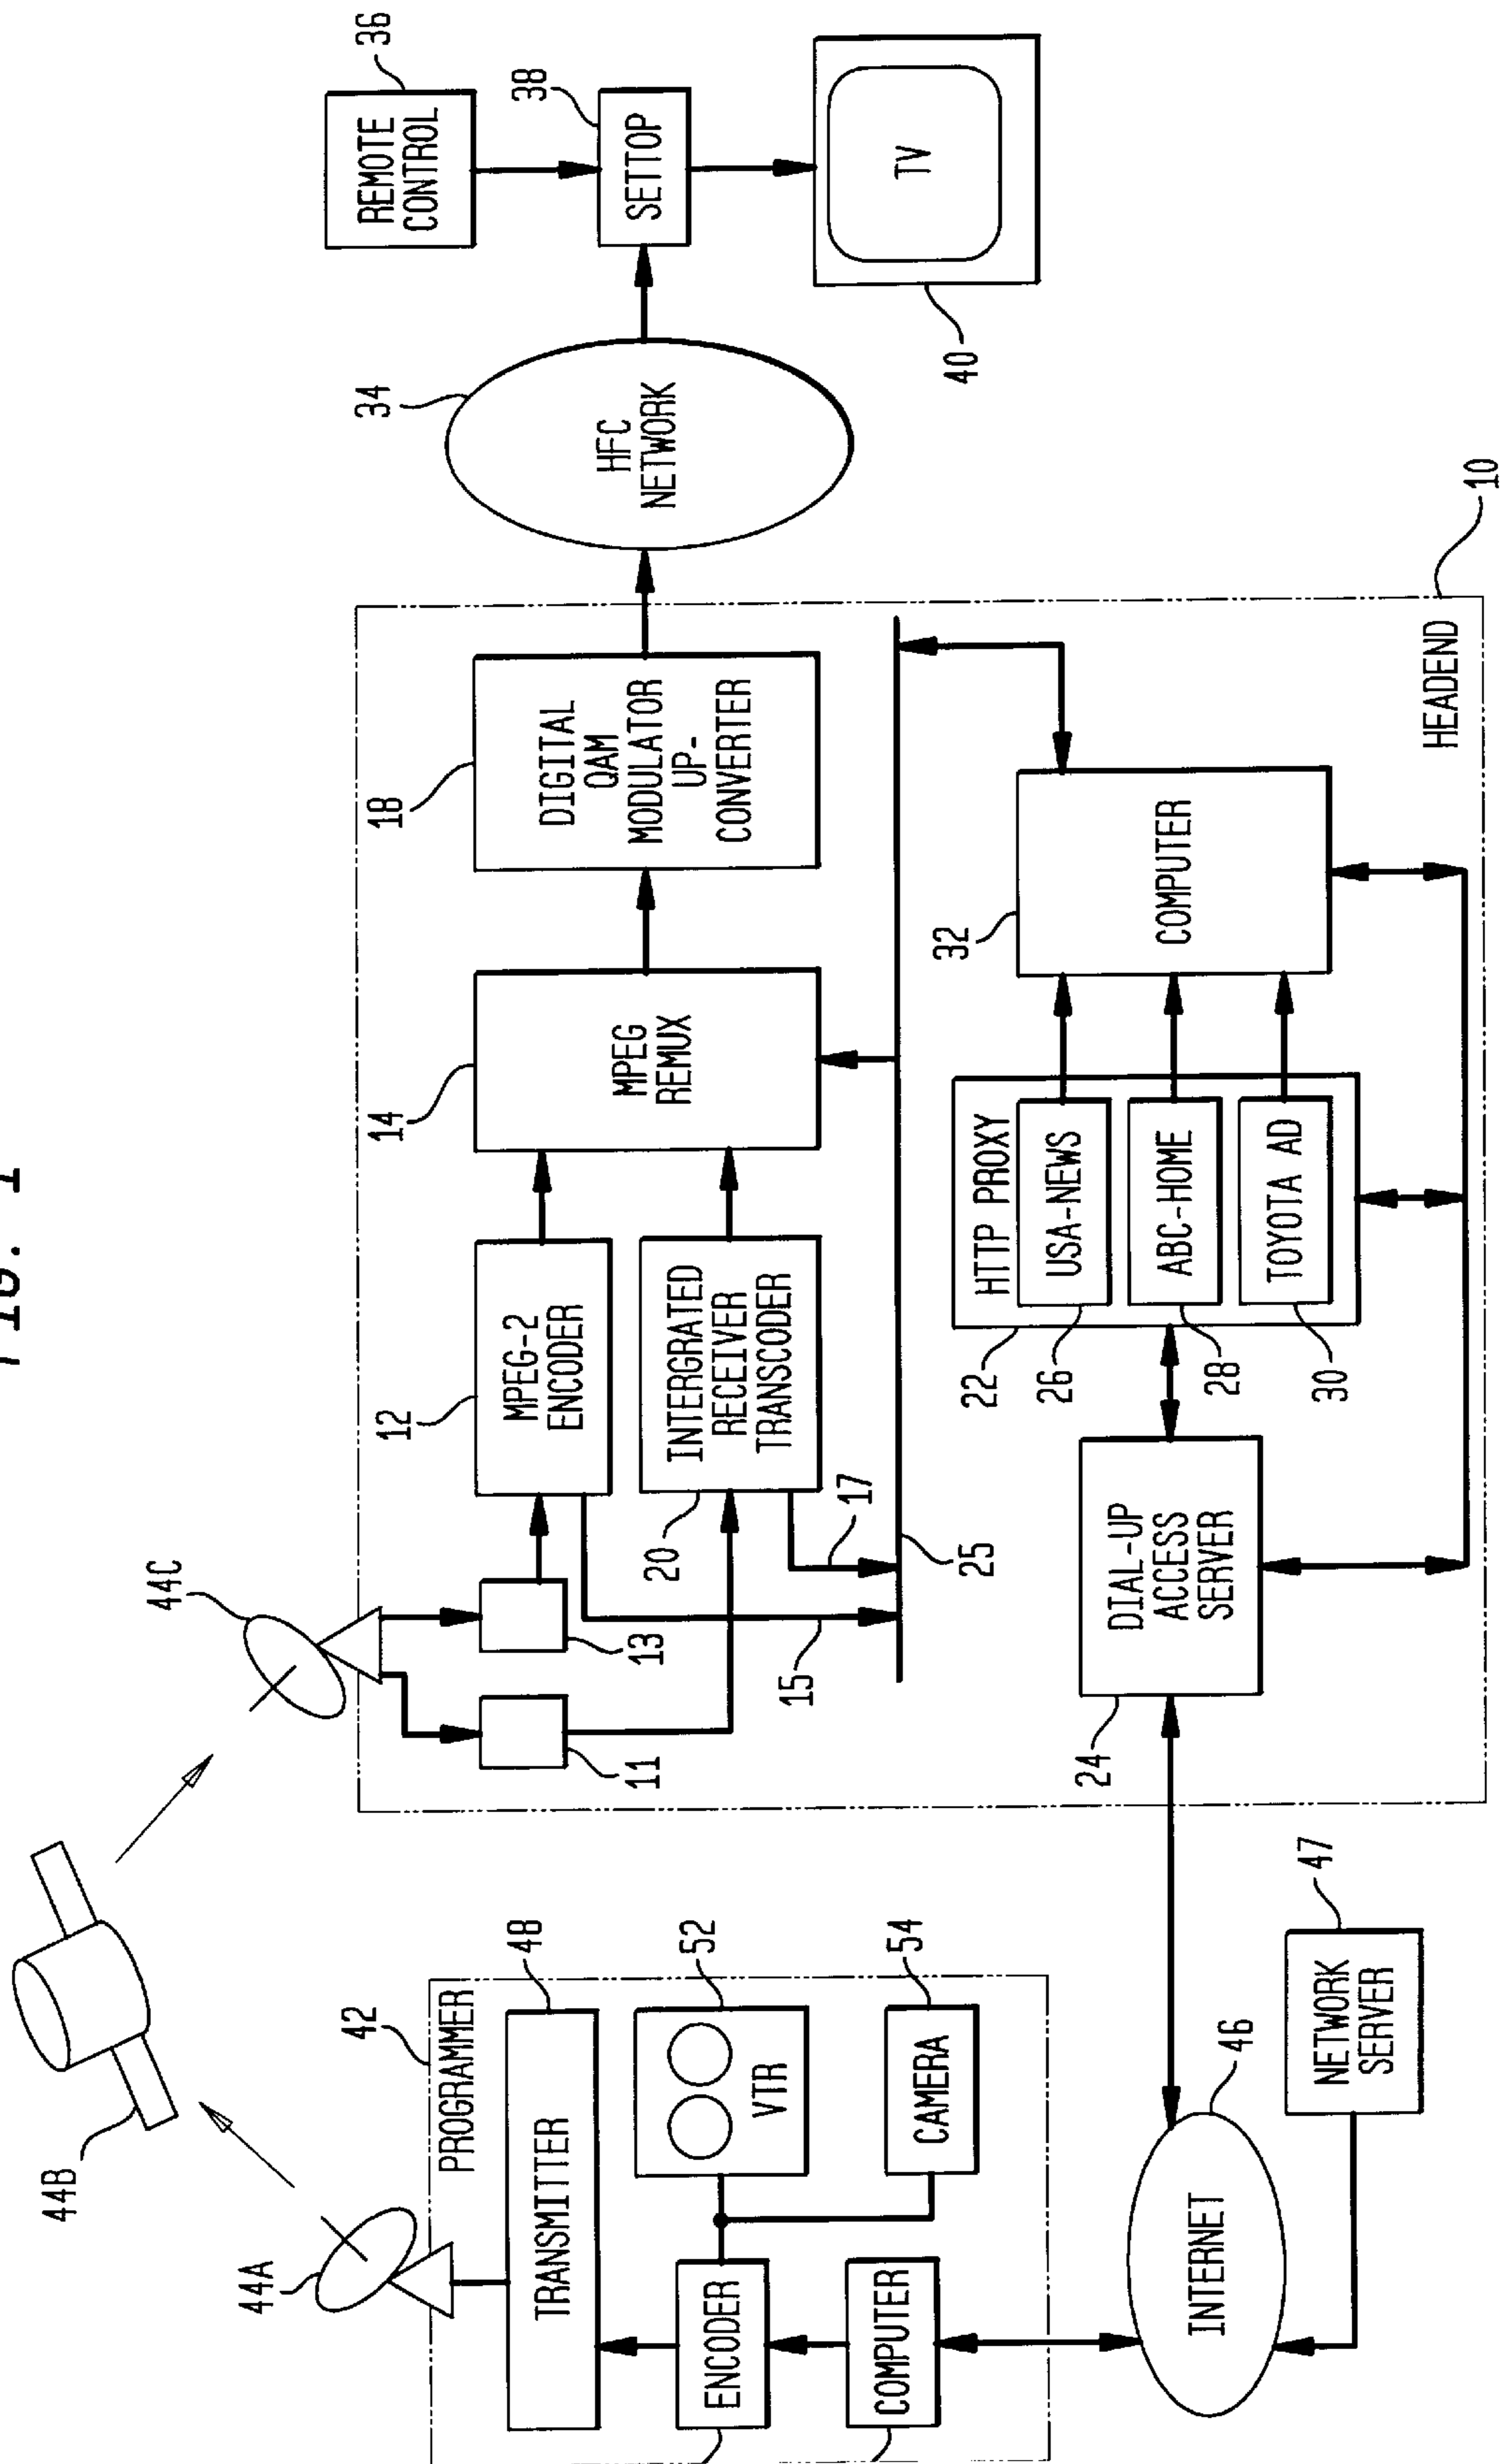 FIG. 1
44B
44A
44C
42
PROGRAMMER
TRANSMITTER
48
ENCODER
VTR
52
COMPUTER
CAMERA
54
INTERNET
46
NETWORK
SERVER
47
11
13
12
MPEG-2
ENCODER
20
INTERGRATED
RECEIVER
TRANSCODER
15
17
25
14
MPEG
REMUX
18
DIGITAL
QAM
MODULATOR
UP-
CONVERTER
24
DIAL-UP
ACCESS
SERVER
22
HTTP PROXY
26
USA-NEWS
28
ABC-HOME
30
TOYOTA AD
32
COMPUTER
HEADEND
10
34
HFC
NETWORK
REMOTE
CONTROL
36
38
SETTOP
TV
40